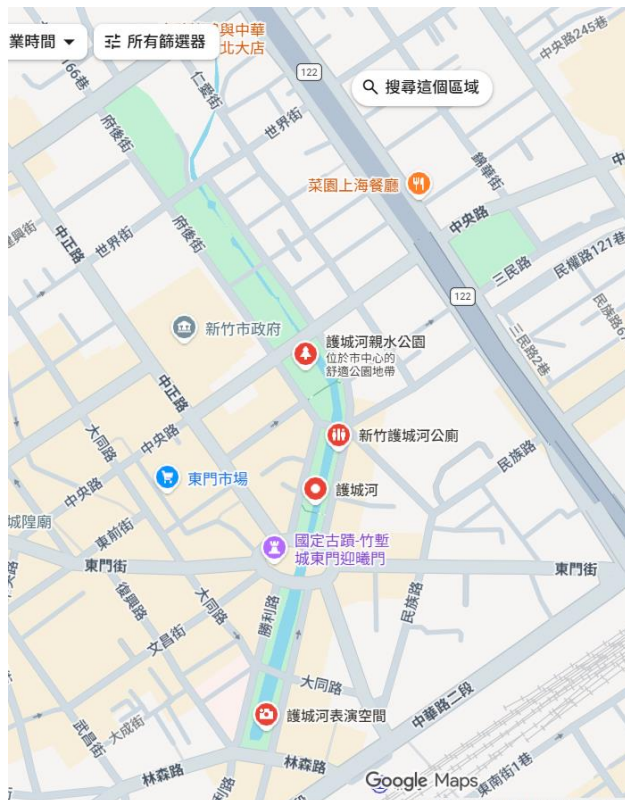 業時間
所有篩選器
與中華
北大店
中央路245巷
166巷
仁愛街
122
搜尋這個區域
府後街
世界街
錦華街
菜園上海餐廳
中央路
府後街
世界街
中正路
三民路
民權路121巷
122
新竹市政府
護城河親水公園
位於市中心的
舒適公園地帶
三民路2巷
中正路
大同路
中央路
新竹護城河公廁
民族路
東門市場
中央路
護城河
城隍廟
東前街
國定古蹟-竹塹
城東門迎曦門
東門街
東門街
復興路
大同路
勝利路
民族路
文昌街
大同路
中華路二段
武昌街
大成街
護城河表演空間
林森路
林森路
Google Maps
東南街1巷